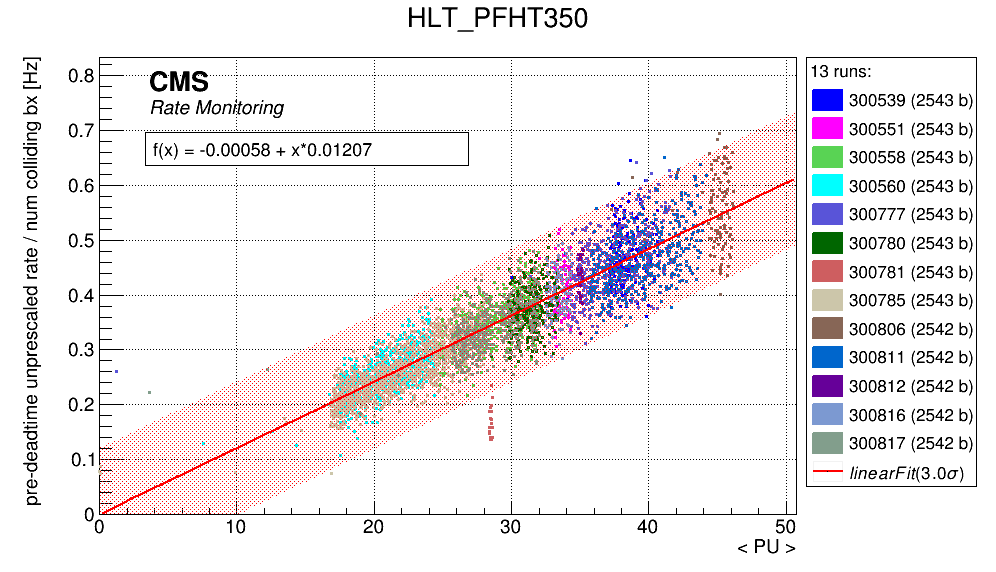 HLT_PFHT350
pre-deadtime unprescaled rate / num colliding bx [Hz]
0.8
0.7
0.6
0.5
0.4
0.3
0.2
0.1
0
CMS
Rate Monitoring
f(x) = -0.00058 + x*0.01207
0 10 20 30 40 50
< PU >
13 runs:
300539 (2543 b)
300551 (2543 b)
300558 (2543 b)
300560 (2543 b)
300777 (2543 b)
300780 (2543 b)
300781 (2543 b)
300785 (2543 b)
300806 (2542 b)
300811 (2542 b)
300812 (2542 b)
300816 (2542 b)
300817 (2542 b)
linearFit(3.0σ)